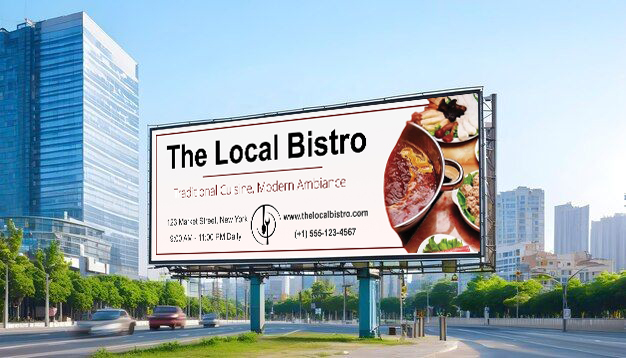 The Local Bistro
Traditional Cuisine, Modern Ambiance
123 Market Street, New York
9:00 AM - 11:00 PM Daily
www.thelocalbistro.com
(+1) 555-123-4567